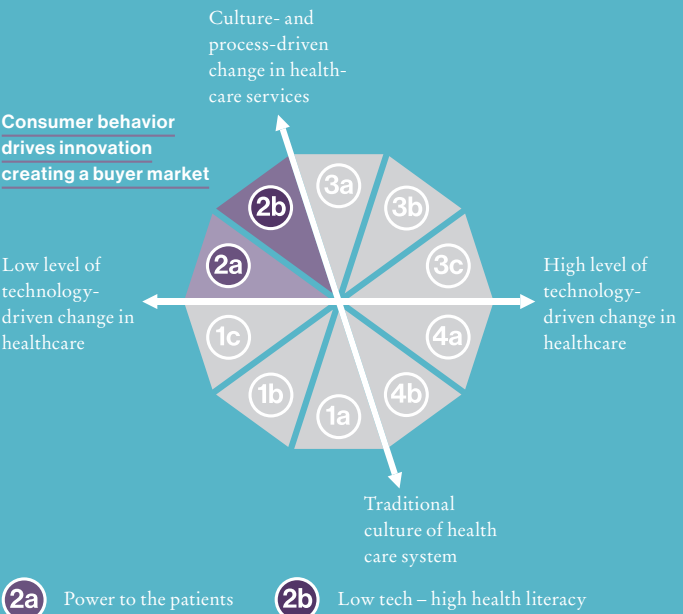 Culture- and
process-driven
change in health-
care services
Consumer behavior
drives innovation
creating a buyer market
3a
2b
3b
2a
3c
Low level of
technology-
driven change in
healthcare
High level of
technology-
driven change in
healthcare
1c
4a
1b
4b
1a
Traditional
culture of health
care system
2a Power to the patients
2b Low tech – high health literacy